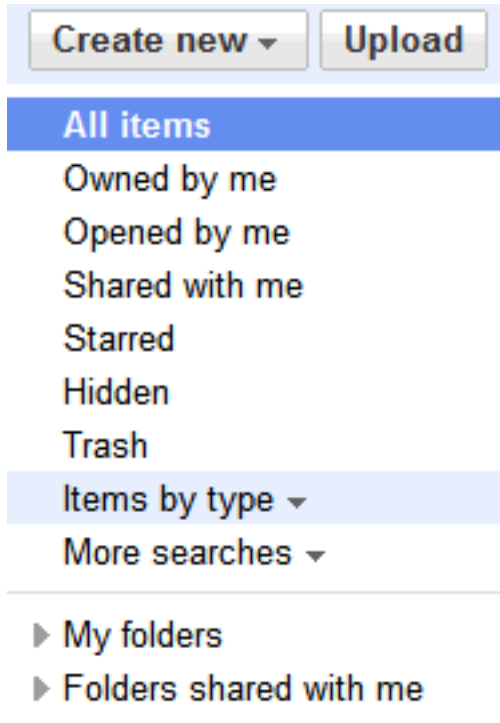 Create new Upload
All items
Owned by me
Opened by me
Shared with me
Starred
Hidden
Trash
Items by type
More searches
My folders
Folders shared with me